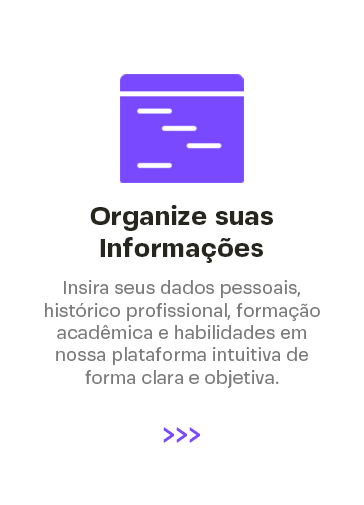 Organize suas
Informações
Insira seus dados pessoais,
histórico profissional, formação
acadêmica e habilidades em
nossa plataforma intuitiva de
forma clara e objetiva.
>>>